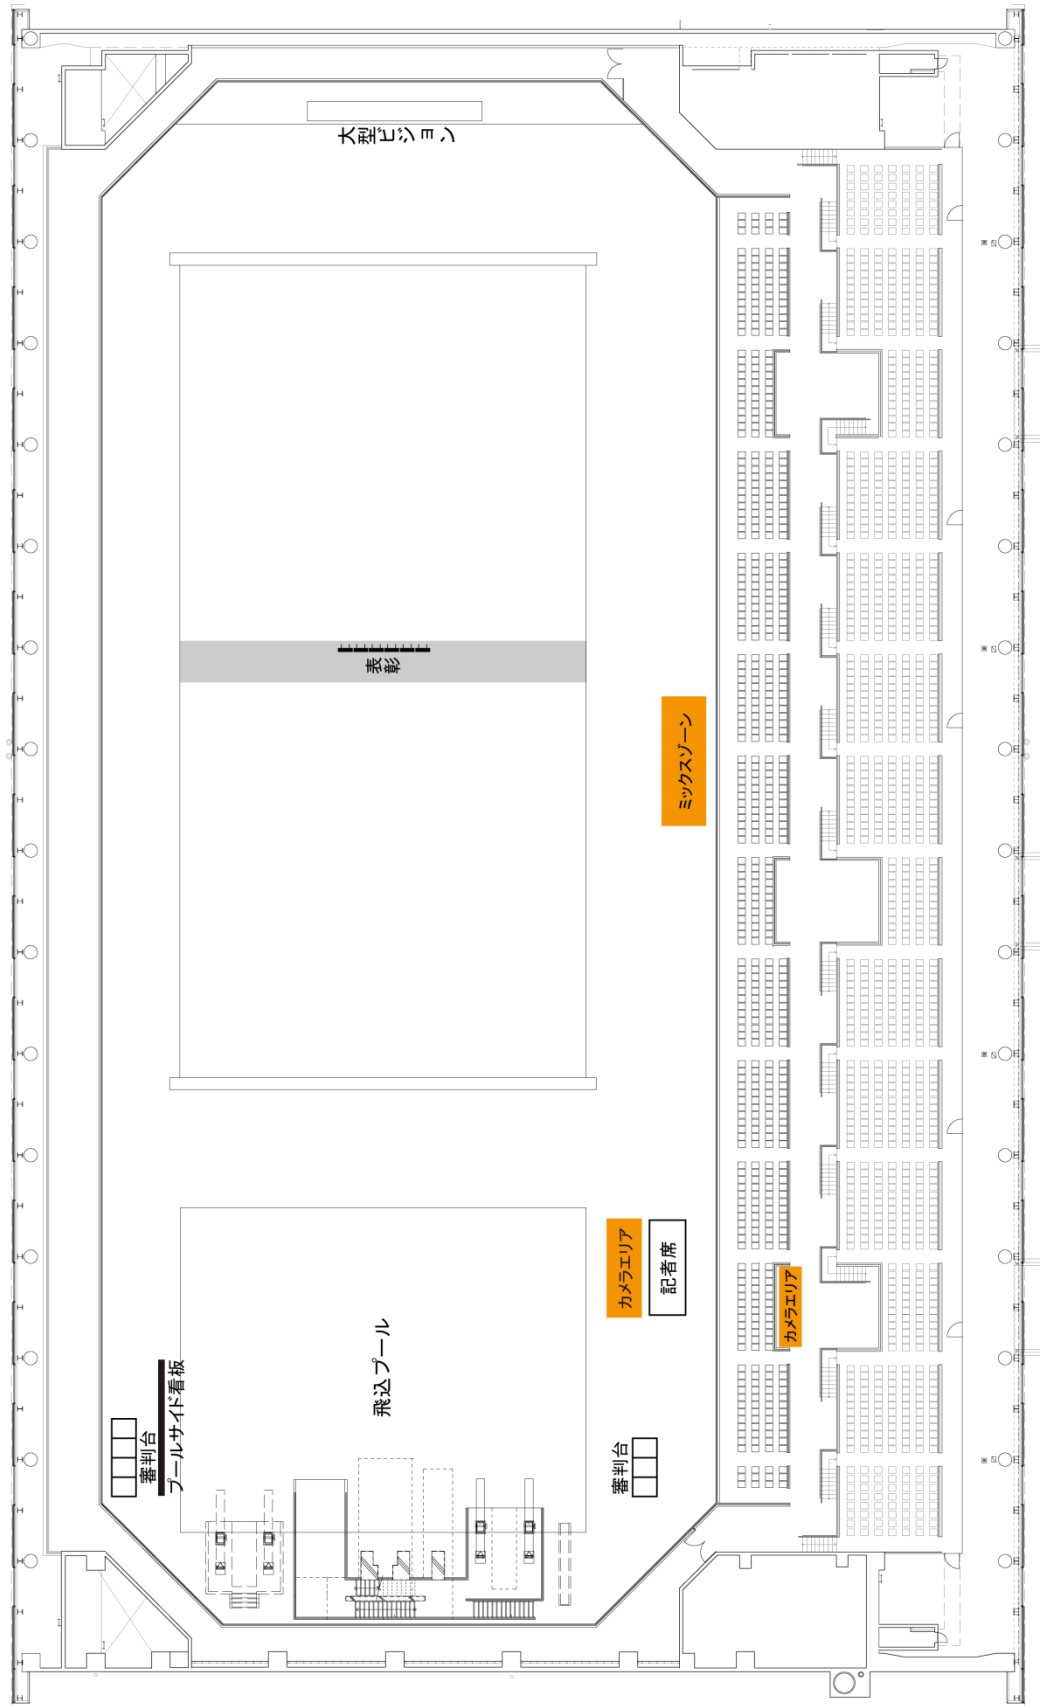 大型ビジョン
表彰
ミックスゾーン
カメラエリア
記者席
カメラエリア
飛込プール
プールサイド看板
審判台
審判台